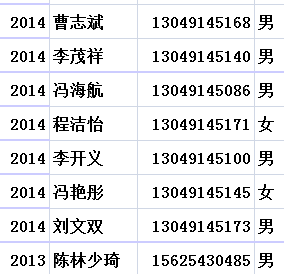 2014 曹志斌 13049145168 男
2014 李茂祥 13049145140 男
2014 冯海航 13049145086 男
2014 程洁怡 13049145171 女
2014 李开义 13049145100 男
2014 冯艳彤 13049145145 女
2014 刘文双 13049145173 男
2013 陈林少琦 15625430485 男